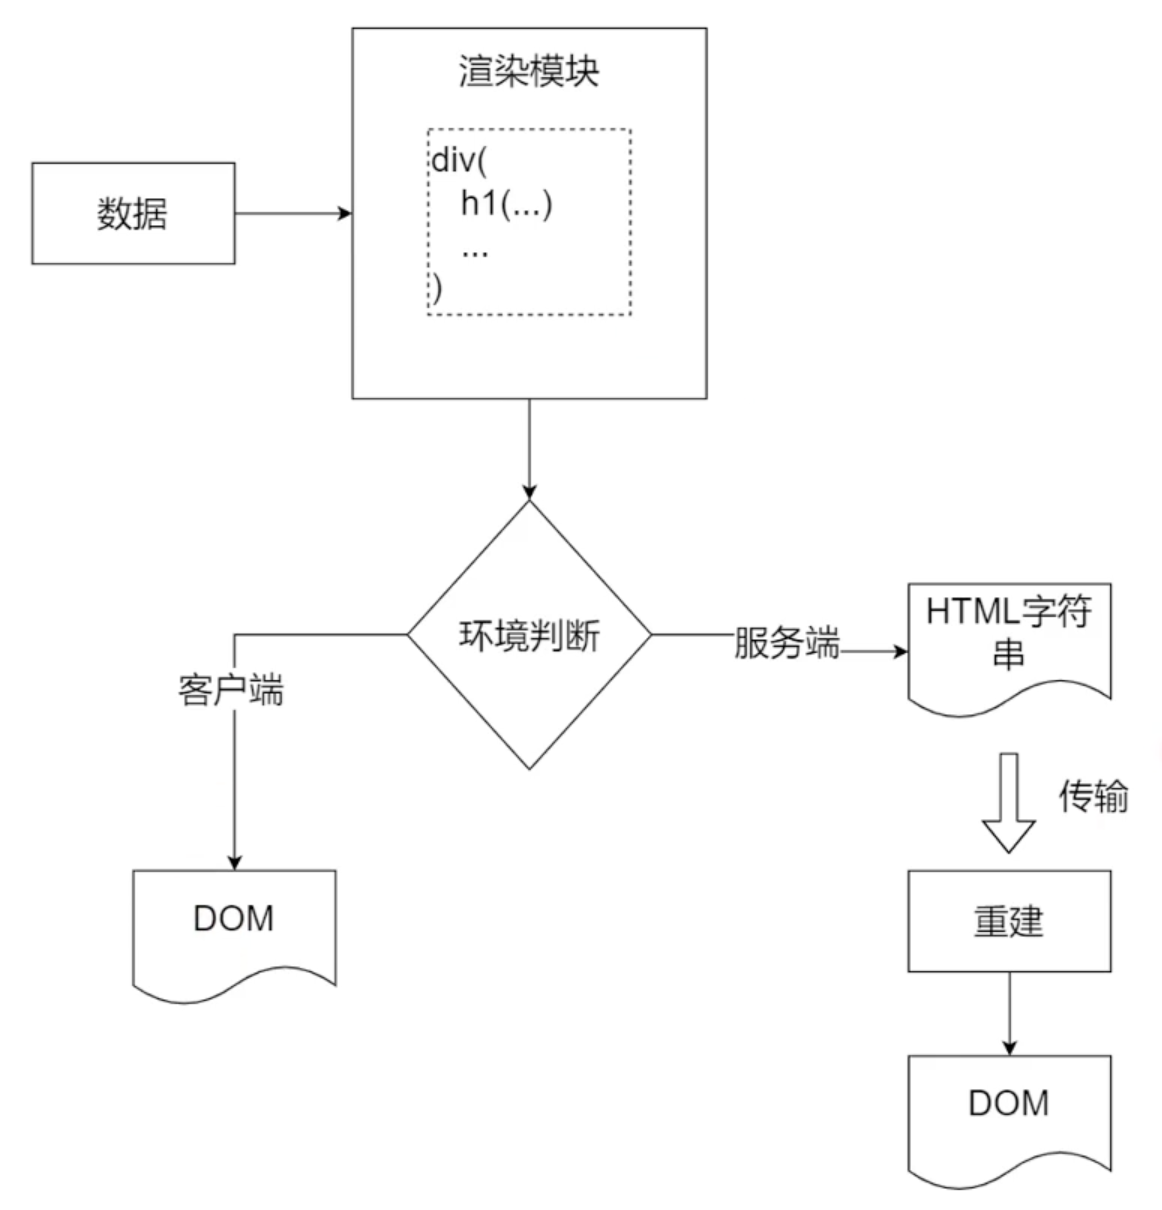 渲染模块
div(
h1(...)
...
)
数据
环境判断
服务端
HTML字符
串
客户端
传输
DOM
重建
DOM